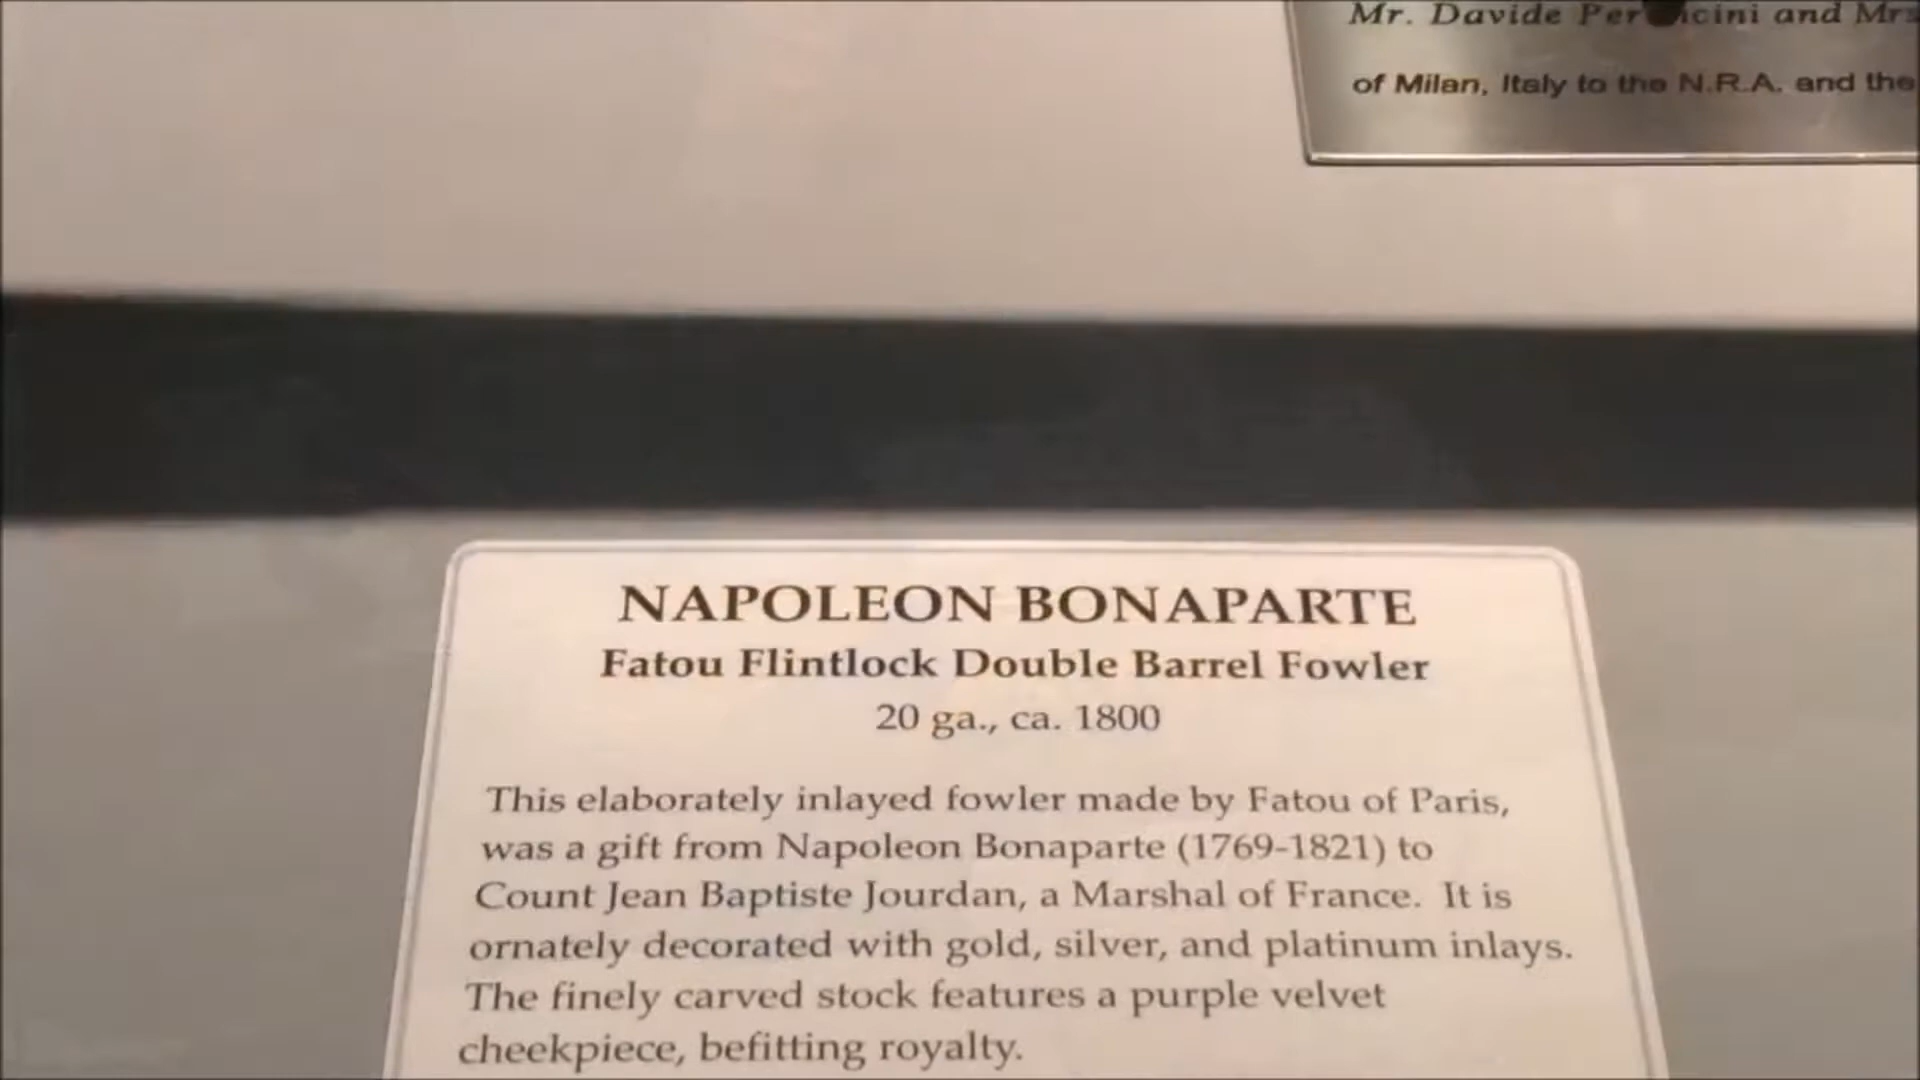 Mr. Davide and
of Milan, Italy to the N.R.A. and the
NAPOLEON BONAPARTE
Fatou Flintlock Double Barrel Fowler
20 ga., ca. 1800
This elaborately inlayed fowler made by Fatou of Paris,
was a gift from Napoleon Bonaparte (1769-1821) to
Count Jean Baptiste Jourdan, a Marshal of France. It is
ornately decorated with gold, silver, and platinum inlays.
The finely carved stock features a purple velvet
cheekpiece, befitting royalty.